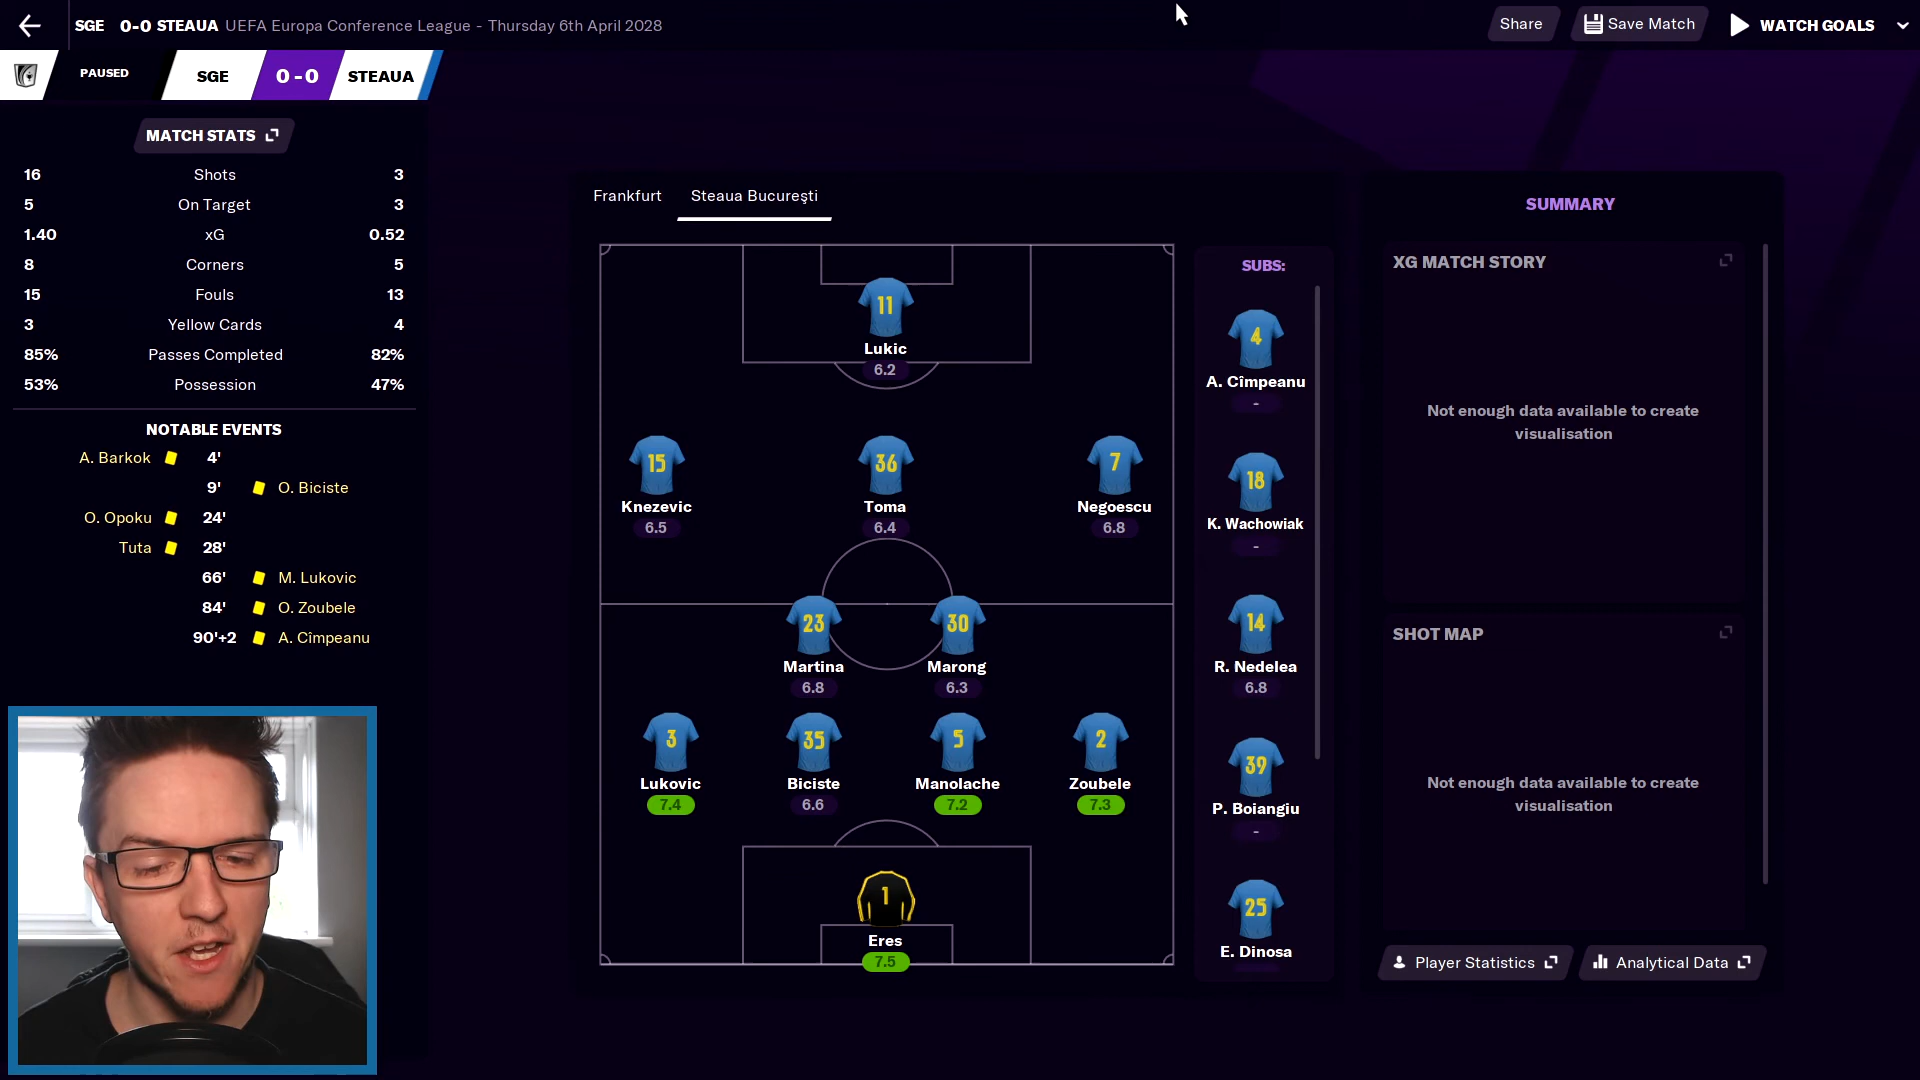 SGE 0-0 STEAUA UEFA Europa Conference League - Thursday 6th April 2028
Share
Save Match
WATCH GOALS
PAUSED
SGE
0 - 0
STEAUA
MATCH STATS
16 Shots 3
5 On Target 3
1.40 xG 0.52
8 Corners 5
15 Fouls 13
3 Yellow Cards 4
85% Passes Completed 82%
53% Possession 47%
NOTABLE EVENTS
A. Barkok 4'
9' O. Biciste
O. Opoku 24'
Tuta 28'
66' M. Lukovic
84' O. Zoubele
90'+2 A. Cîmpeanu
Frankfurt
Steaua Bucureşti
11
Lukic
6.2
15 36 7
Knezevic Toma Negoescu
6.5 6.4 6.8
23 30
Martina Marong
6.8 6.3
3 35 5 2
Lukovic Biciste Manolache Zoubele
7.4 6.6 7.2 7.3
1
Eres
7.5
SUBS:
4
A. Cîmpeanu
-
18
K. Wachowiak
-
14
R. Nedelea
6.8
39
P. Boiangiu
-
25
E. Dinosa
SUMMARY
XG MATCH STORY
Not enough data available to create
visualisation
SHOT MAP
Not enough data available to create
visualisation
Player Statistics
Analytical Data